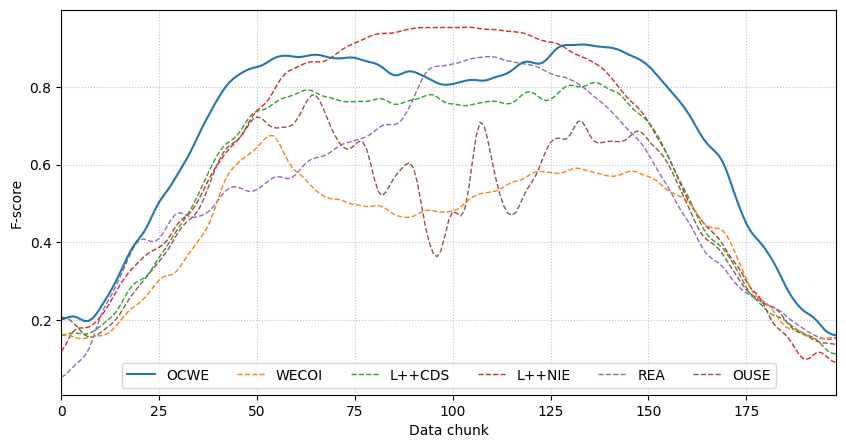 F-score
0.8
0.6
0.4
0.2
OCWE WECOI L++CDS L++NIE REA OUSE
0 25 50 75 100 125 150 175
Data chunk